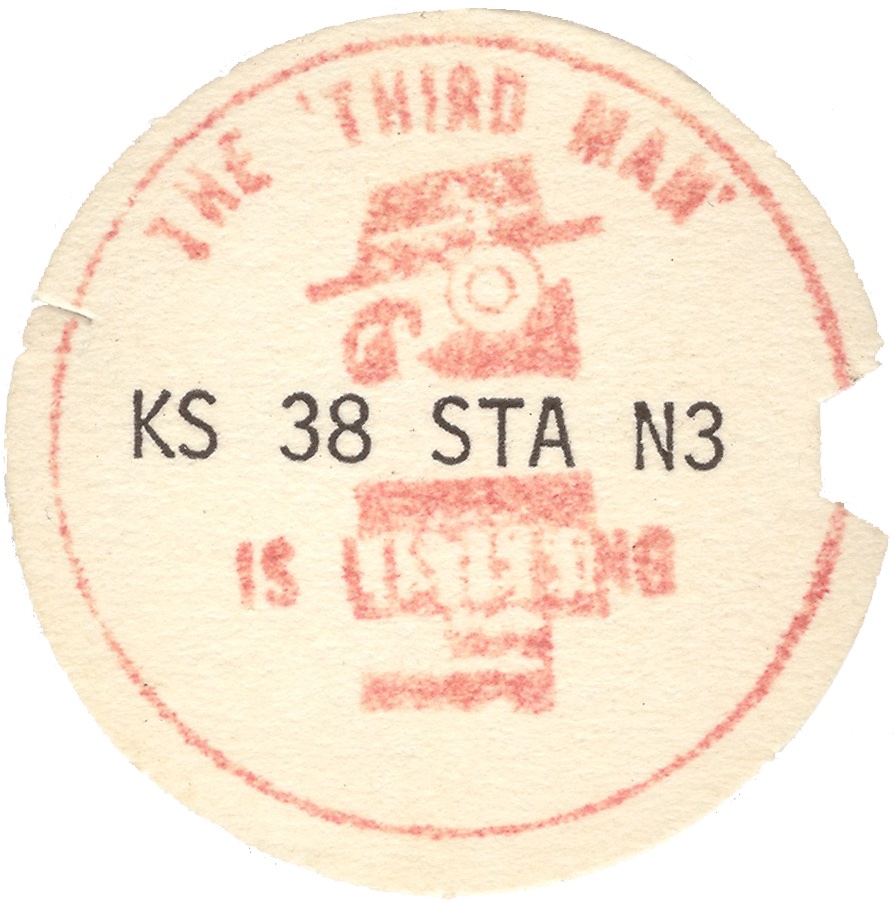 THE 'THIRD MAN'
KS 38 STA N3
IS LISTENING